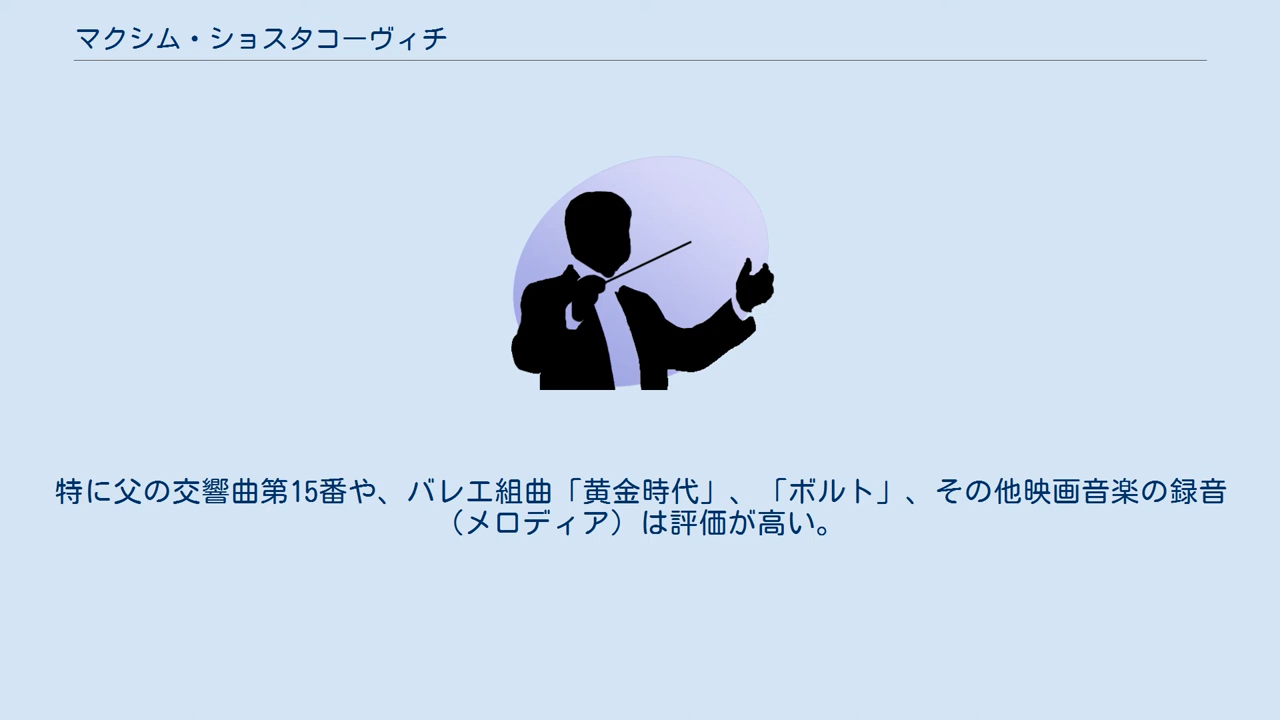 マクシム・ショスタコーヴィチ
特に父の交響曲第15番や、バレエ組曲「黄金時代」、「ボルト」、その他映画音楽の録音
（メロディア）は評価が高い。